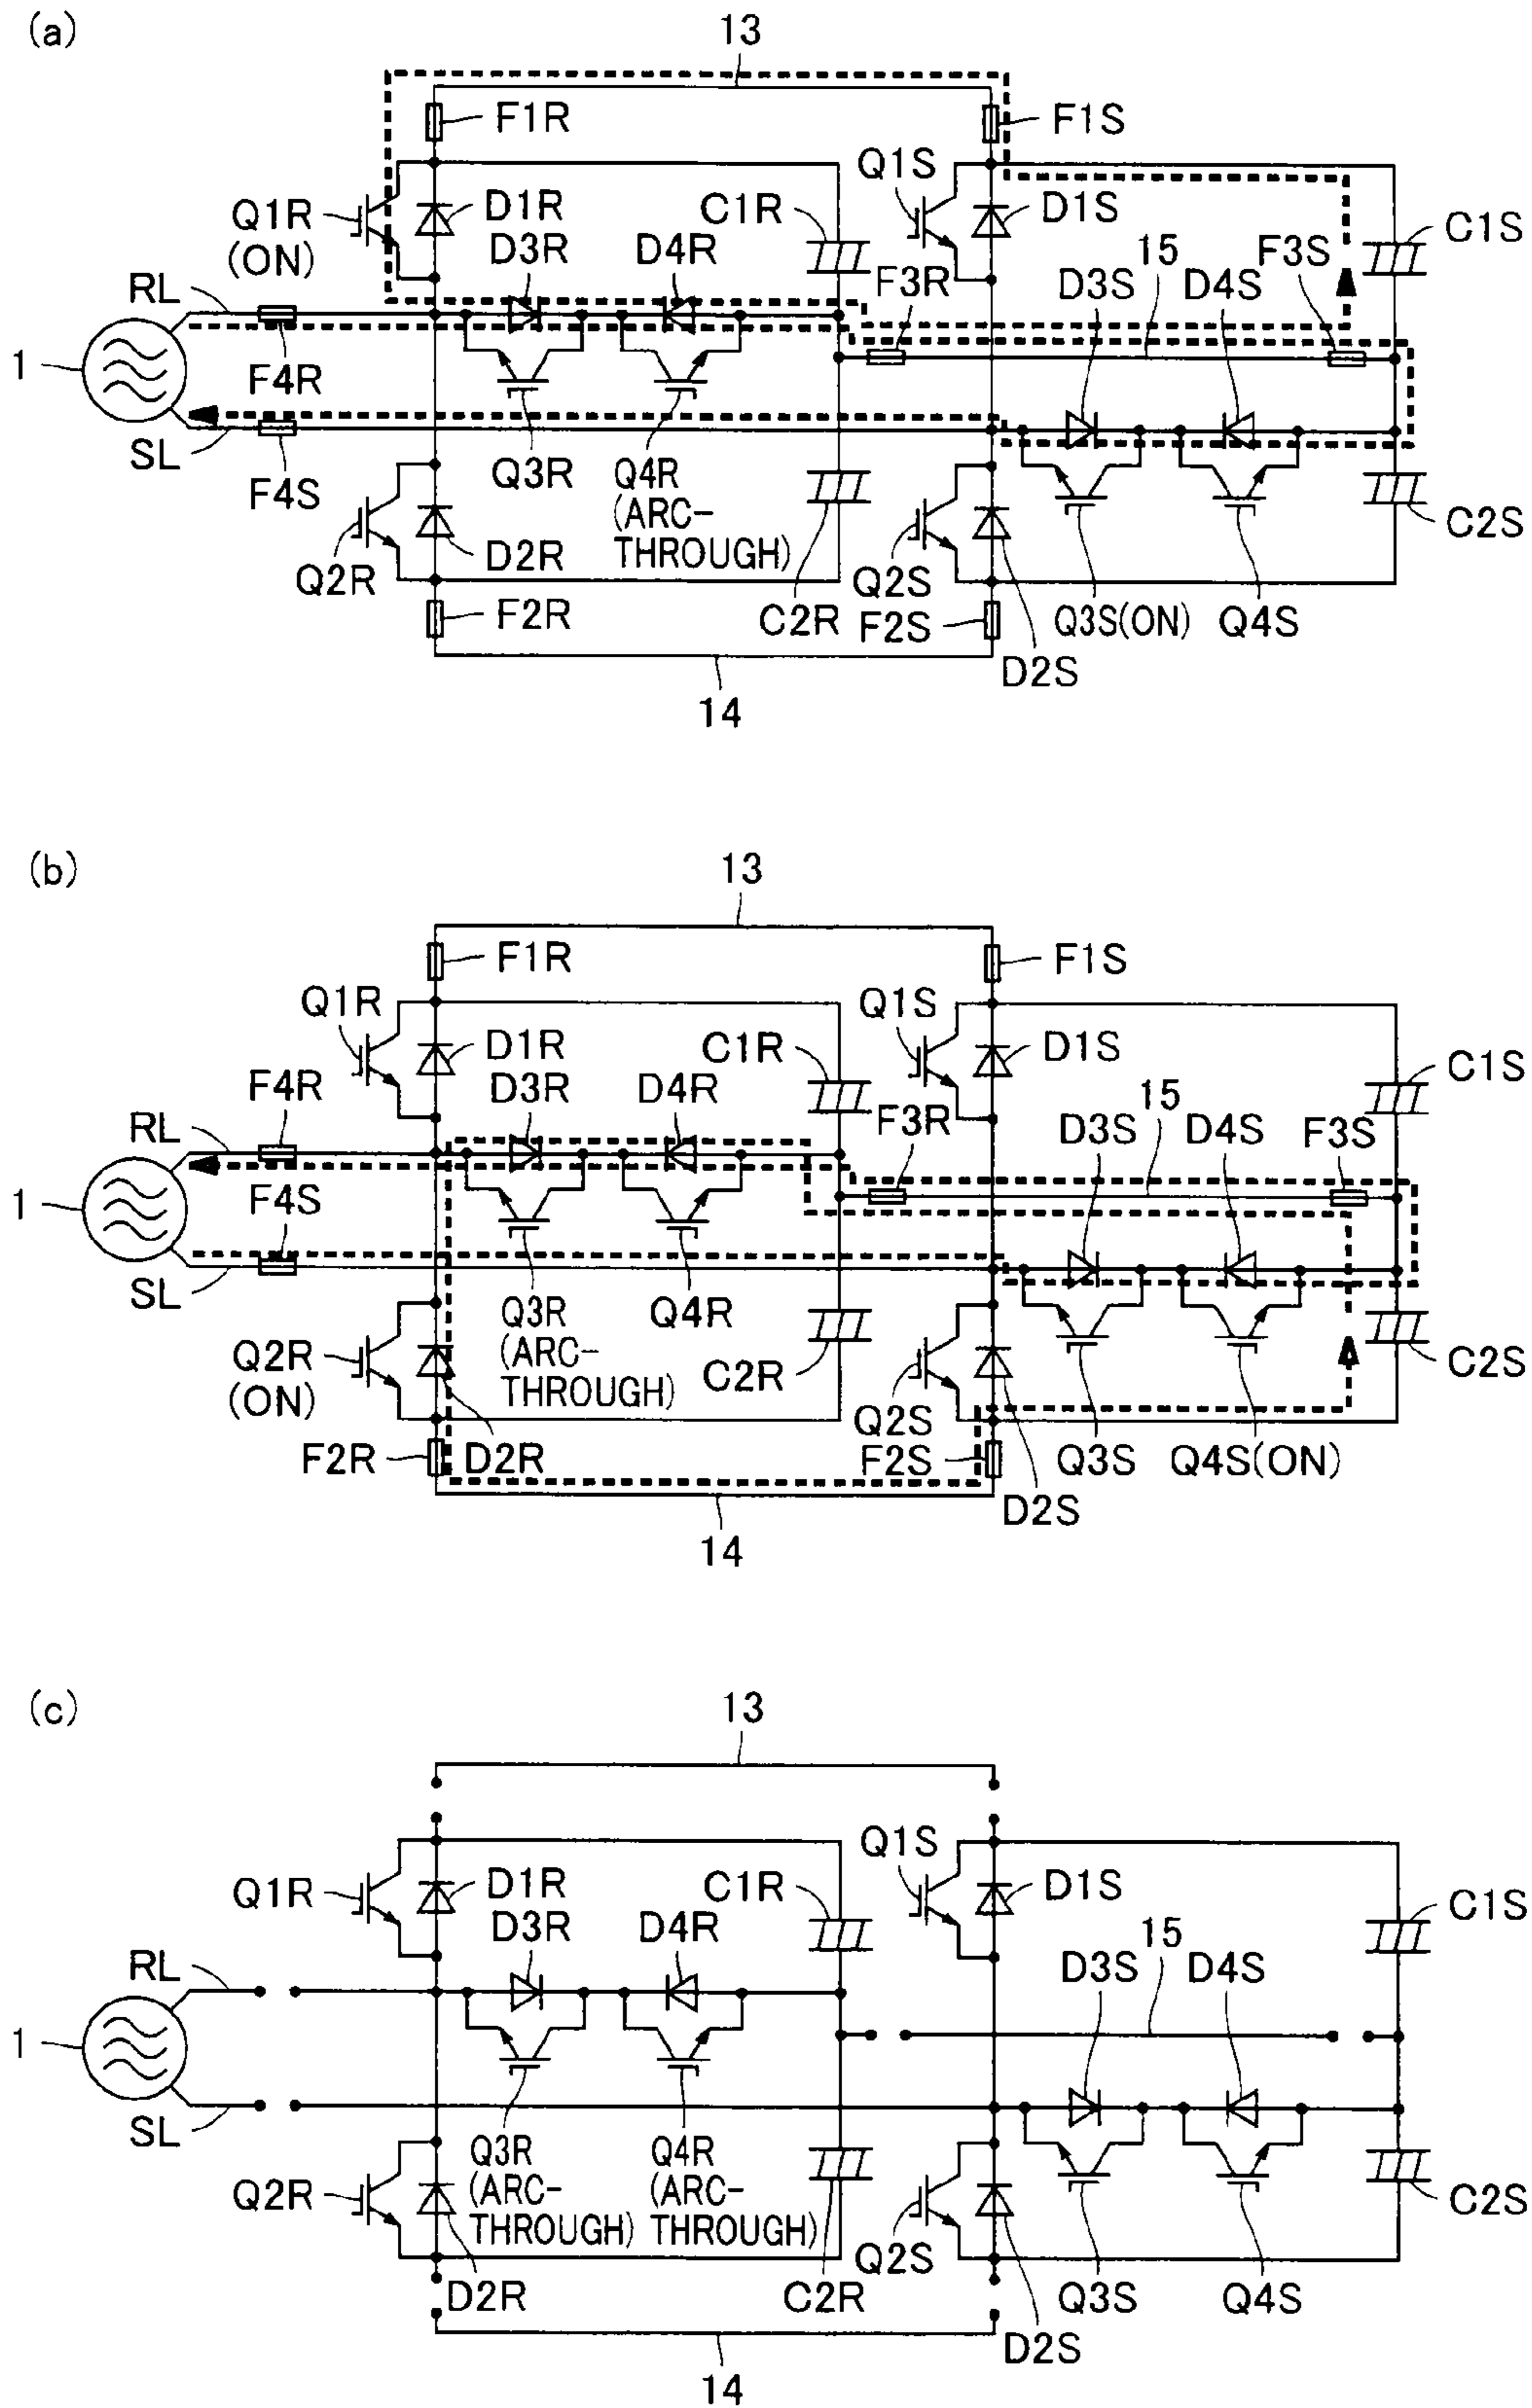 (a)
13
F1R
F1S
Q1S
Q1R
(ON)
D1R
C1R
D1S
C1S
D3R
D4R
15
F3S
RL
F3R
D3S
D4S
1
F4R
SL
F4S
Q3R
Q4R
(ARC-
THROUGH)
C2S
D2R
Q2R
Q2S
F2R
C2R
F2S
Q3S(ON)
Q4S
D2S
14
(b)
13
F1R
F1S
Q1R
Q1S
D1R
C1R
D1S
C1S
F4R
D3R
D4R
15
RL
F3R
D3S
D4S
F3S
1
F4S
SL
Q3R
(ARC-
THROUGH)
Q4R
Q2R
(ON)
C2R
C2S
Q2S
F2R
D2R
F2S
Q3S
Q4S(ON)
D2S
14
(c)
13
Q1S
Q1R
D1R
C1R
D1S
C1S
D3R
D4R
15
RL
D3S
D4S
1
SL
Q3R
(ARC-
THROUGH)
Q4R
(ARC-
THROUGH)
Q2R
C2S
Q2S
D2R
C2R
Q3S
Q4S
D2S
14